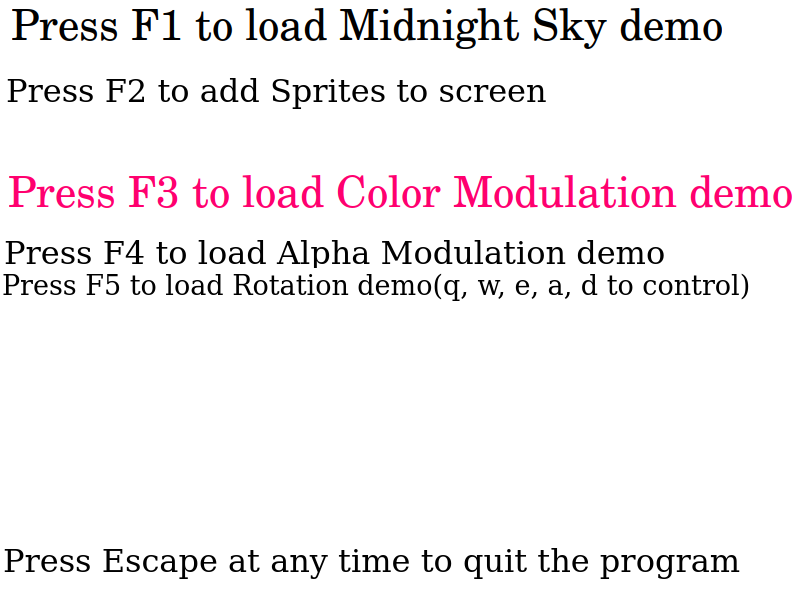 Press F1 to load Midnight Sky demo
Press F2 to add Sprites to screen
Press F3 to load Color Modulation demo
Press F4 to load Alpha Modulation demo
Press F5 to load Rotation demo(q, w, e, a, d to control)
Press Escape at any time to quit the program